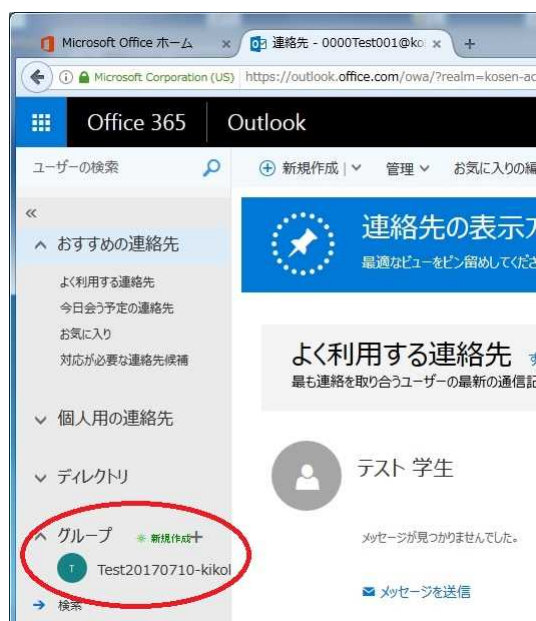 Microsoft Office ホーム
連絡先 - 0000Test001@ko
Microsoft Corporation (US)
https://outlook.office.com/owa/?realm=kosen-ac
Office 365
Outlook
ユーザーの検索
新規作成
管理
お気に入りの編
«
おすすめの連絡先
よく利用する連絡先
今日会う予定の連絡先
お気に入り
対応が必要な連絡先候補
個人用の連絡先
ディレクトリ
グループ
新規作成
T
Test20170710-kikol
検索
連絡先の表示
最適なビューをピン留めしてくださ
よく利用する連絡先
最も連絡を取り合うユーザーの最新の通信記
テスト 学生
メッセージが見つかりませんでした。
メッセージを送信